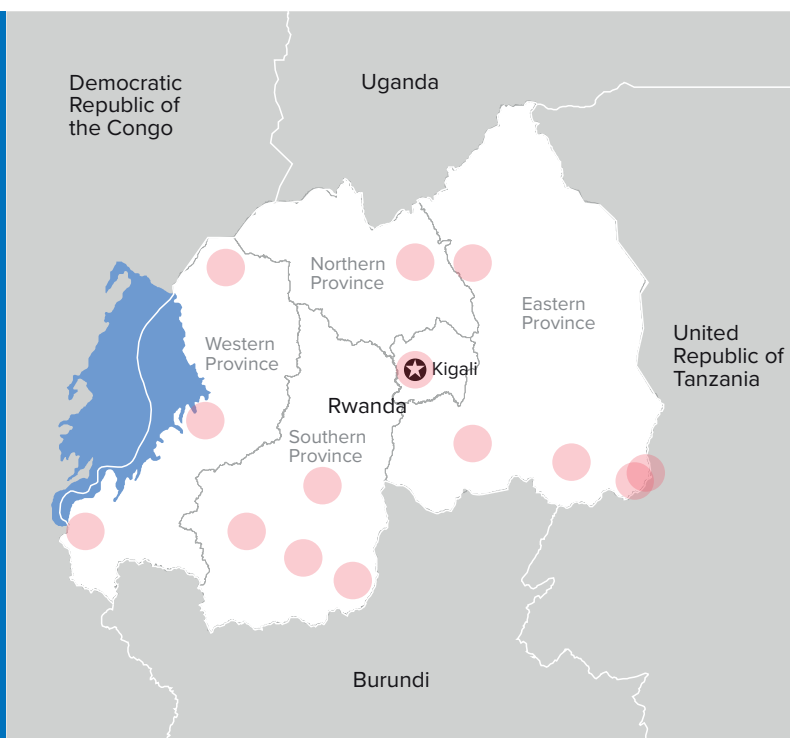 Democratic
Republic of
the Congo
Uganda
Northern
Province
Eastern
Province
Western
Province
United
Republic of
Tanzania
Kigali
Rwanda
Southern
Province
Burundi